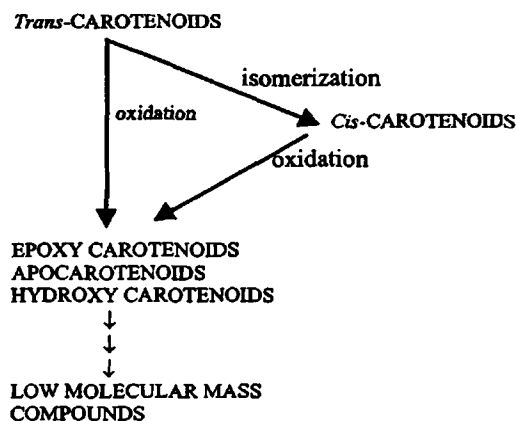 Trans-CAROTENOIDS
isomerization
oxidation
Cis-CAROTENOIDS
oxidation
EPOXY CAROTENOIDS
APOCAROTENOIDS
HYDROXY CAROTENOIDS
LOW MOLECULAR MASS
COMPOUNDS